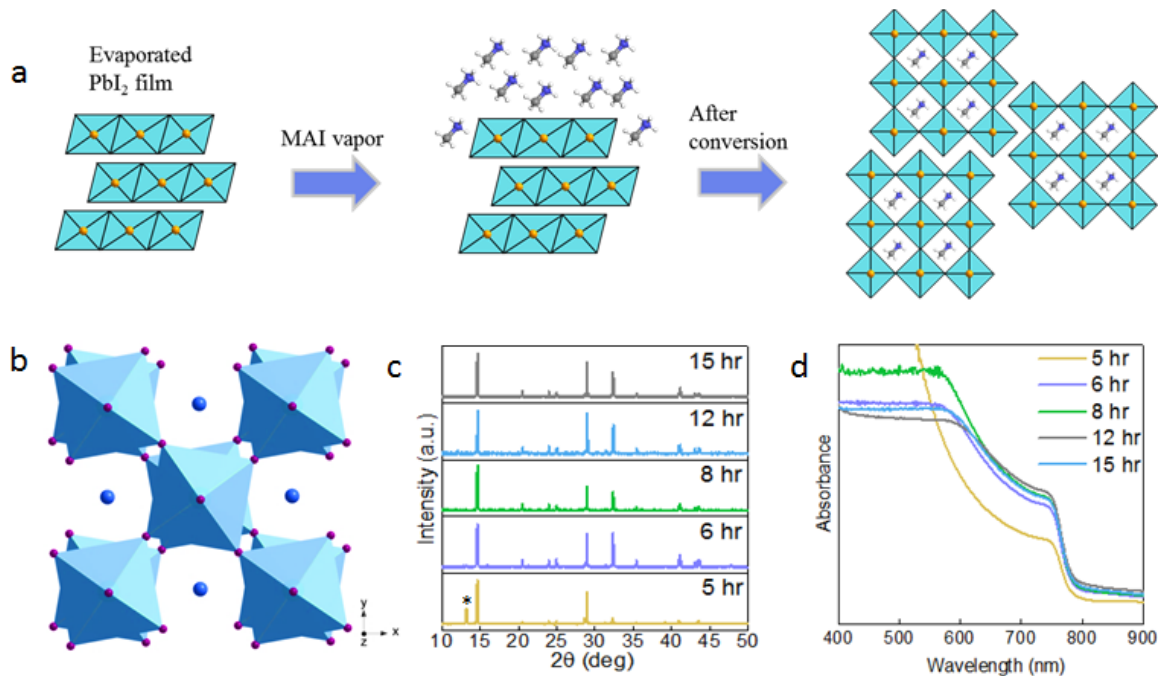 a
Evaporated
PbI₂ film
MAI vapor
After
conversion
b
y
z
x
c
15 hr
12 hr
8 hr
6 hr
5 hr
*
Intensity (a.u.)
10 15 20 25 30 35 40 45 50
2θ (deg)
d
5 hr
6 hr
8 hr
12 hr
15 hr
Absorbance
400 500 600 700 800 900
Wavelength (nm)